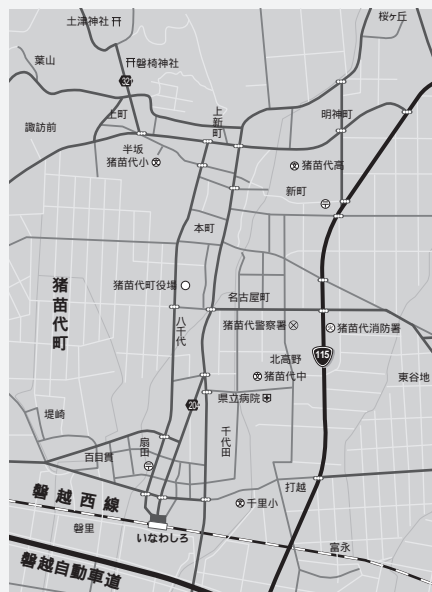 土津神社
桜ヶ丘
葉山
磐椅神社
322
上町
上新町
明神町
諏訪前
半坂
猪苗代小
猪苗代高
新町
本町
猪苗代町役場
名古屋町
猪苗代町
八千代
猪苗代警察署
猪苗代消防署
115
北高野
猪苗代中
東谷地
県立病院
堤崎
扇田
千代田
百目貫
打越
磐越西線
千里小
磐里
いなわしろ
富永
磐越自動車道